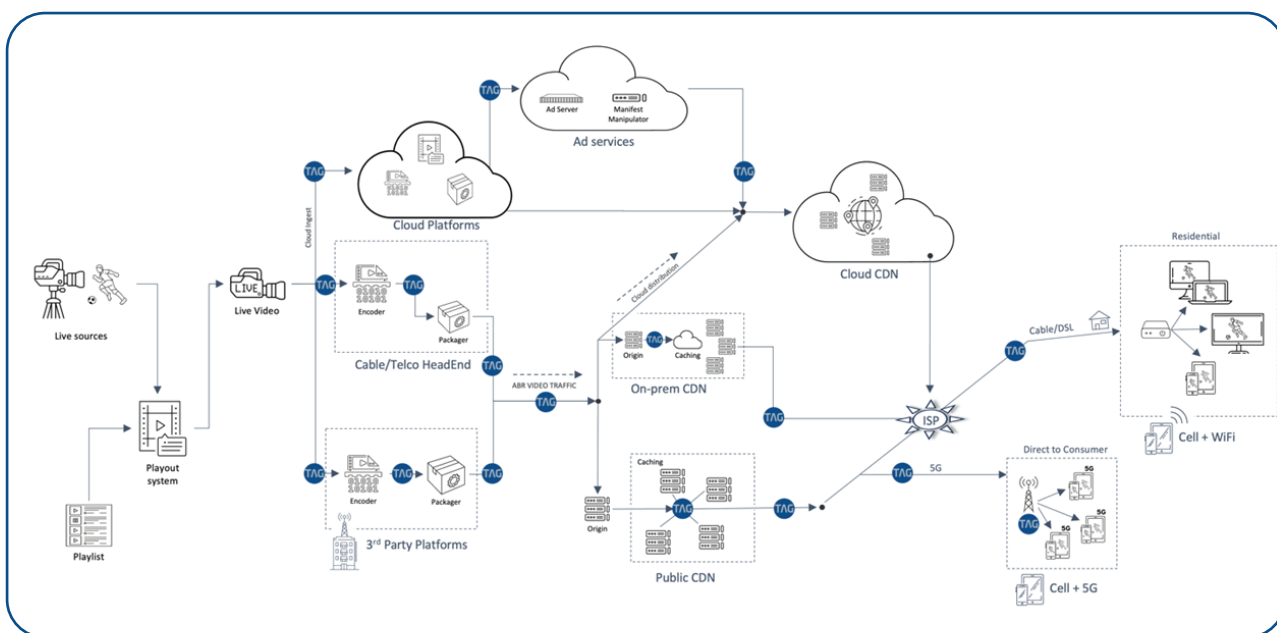 TAG
Ad Server
Manifest
Manipulator
Ad services
TAG
TAG
Cloud Platforms
Cloud Ingest
Cloud CDN
Residential
Live sources
LIVE
Live Video
TAG
01010
10101
Encoder
TAG
Packager
Cable/Telco HeadEnd
TAG
ABR VIDEO TRAFFIC
TAG
Cloud distribution
Origin
TAG
Caching
On-prem CDN
TAG
Cable/DSL
TAG
ISP
Cell + WiFi
Playout
system
Playlist
TAG
01010
10101
Encoder
TAG
Packager
TAG
3rd Party Platforms
Origin
Caching
TAG
Public CDN
TAG
TAG
5G
Direct to Consumer
TAG
5G
5G
5G
Cell + 5G